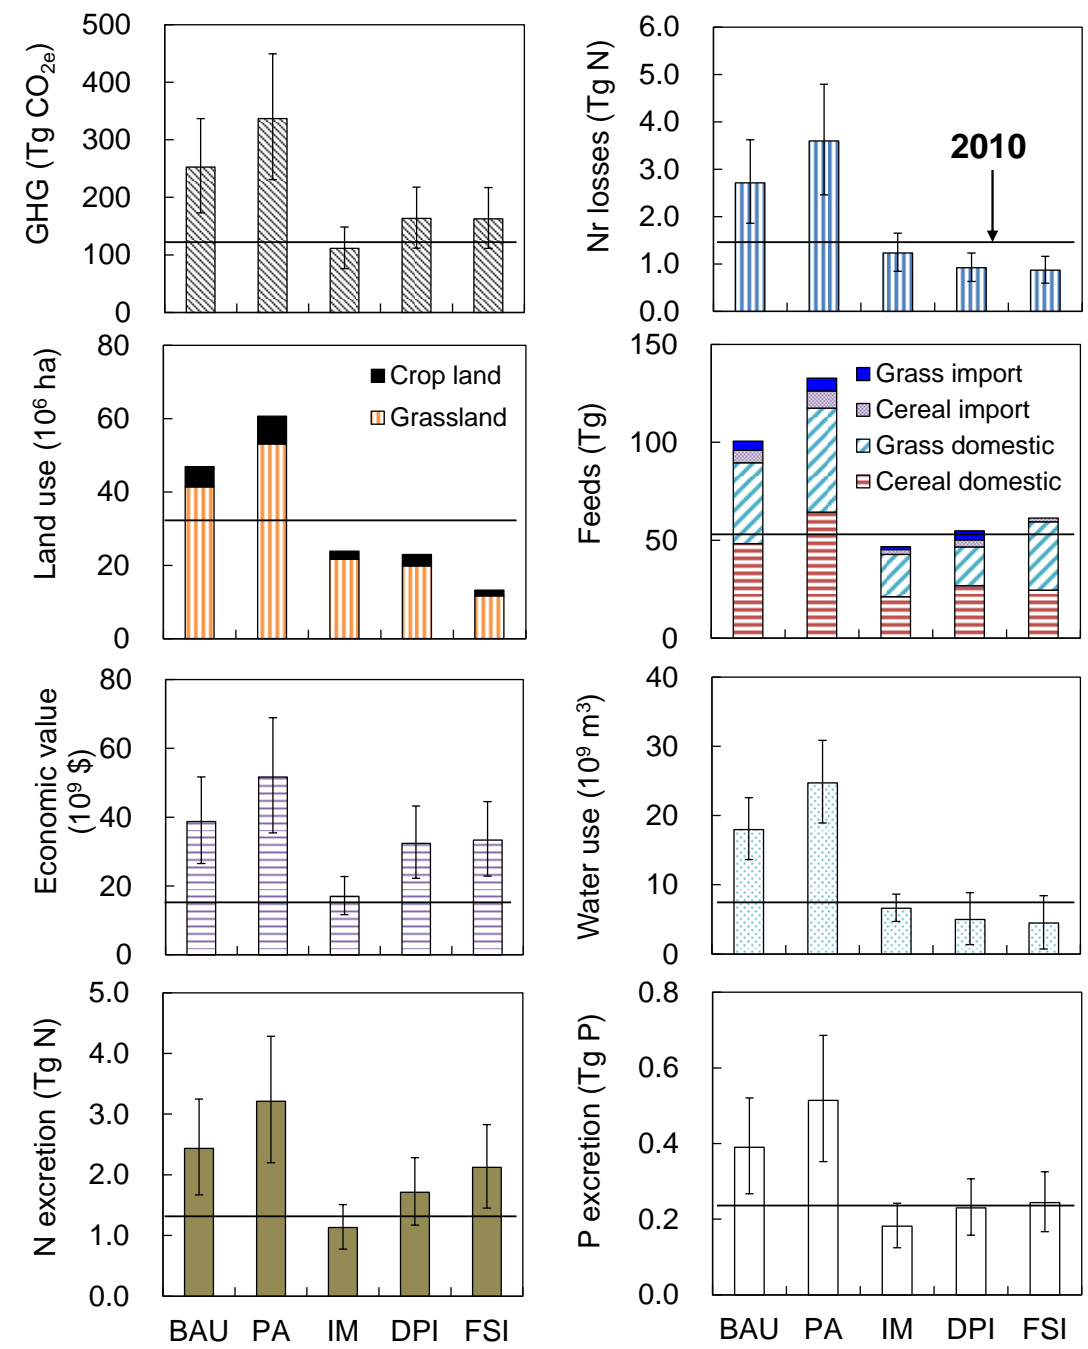 GHG (Tg CO2e)
500
400
300
200
100
0
Nr losses (Tg N)
6.0
5.0
4.0
3.0
2.0
1.0
0.0
2010
Land use (10⁶ ha)
80
60
40
20
0
Crop land
Grassland
Feeds (Tg)
150
100
50
0
Grass import
Cereal import
Grass domestic
Cereal domestic
Economic value
(10⁹ $)
80
60
40
20
0
Water use (10⁹ m³)
40
30
20
10
0
N excretion (Tg N)
5.0
4.0
3.0
2.0
1.0
0.0
BAU PA IM DPI FSI
P excretion (Tg P)
0.8
0.6
0.4
0.2
0.0
BAU PA IM DPI FSI